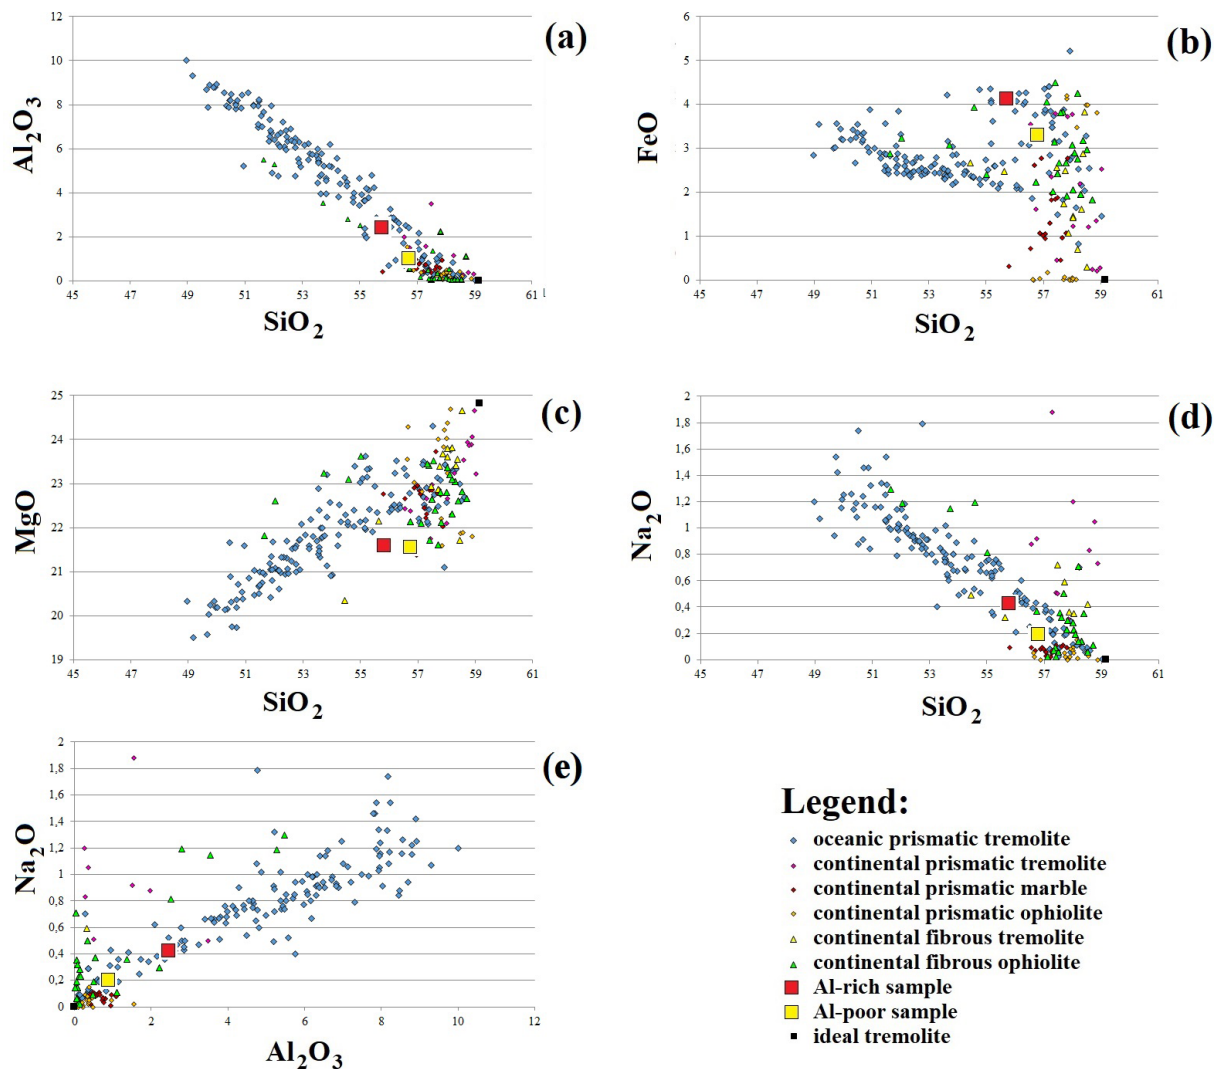 (a)
12
10
8
6
4
2
0
Al2O3
45 47 49 51 53 55 57 59 61
SiO2
(b)
6
5
4
3
2
1
0
FeO
45 47 49 51 53 55 57 59 61
SiO2
(c)
25
24
23
22
21
20
19
MgO
45 47 49 51 53 55 57 59 61
SiO2
(d)
2
1,8
1,6
1,4
1,2
1
0,8
0,6
0,4
0,2
0
Na2O
45 47 49 51 53 55 57 59 61
SiO2
(e)
2
1,8
1,6
1,4
1,2
1
0,8
0,6
0,4
0,2
0
Na2O
0 2 4 6 8 10 12
Al2O3
Legend:
oceanic prismatic tremolite
continental prismatic tremolite
continental prismatic marble
continental prismatic ophiolite
continental fibrous tremolite
continental fibrous ophiolite
Al-rich sample
Al-poor sample
ideal tremolite